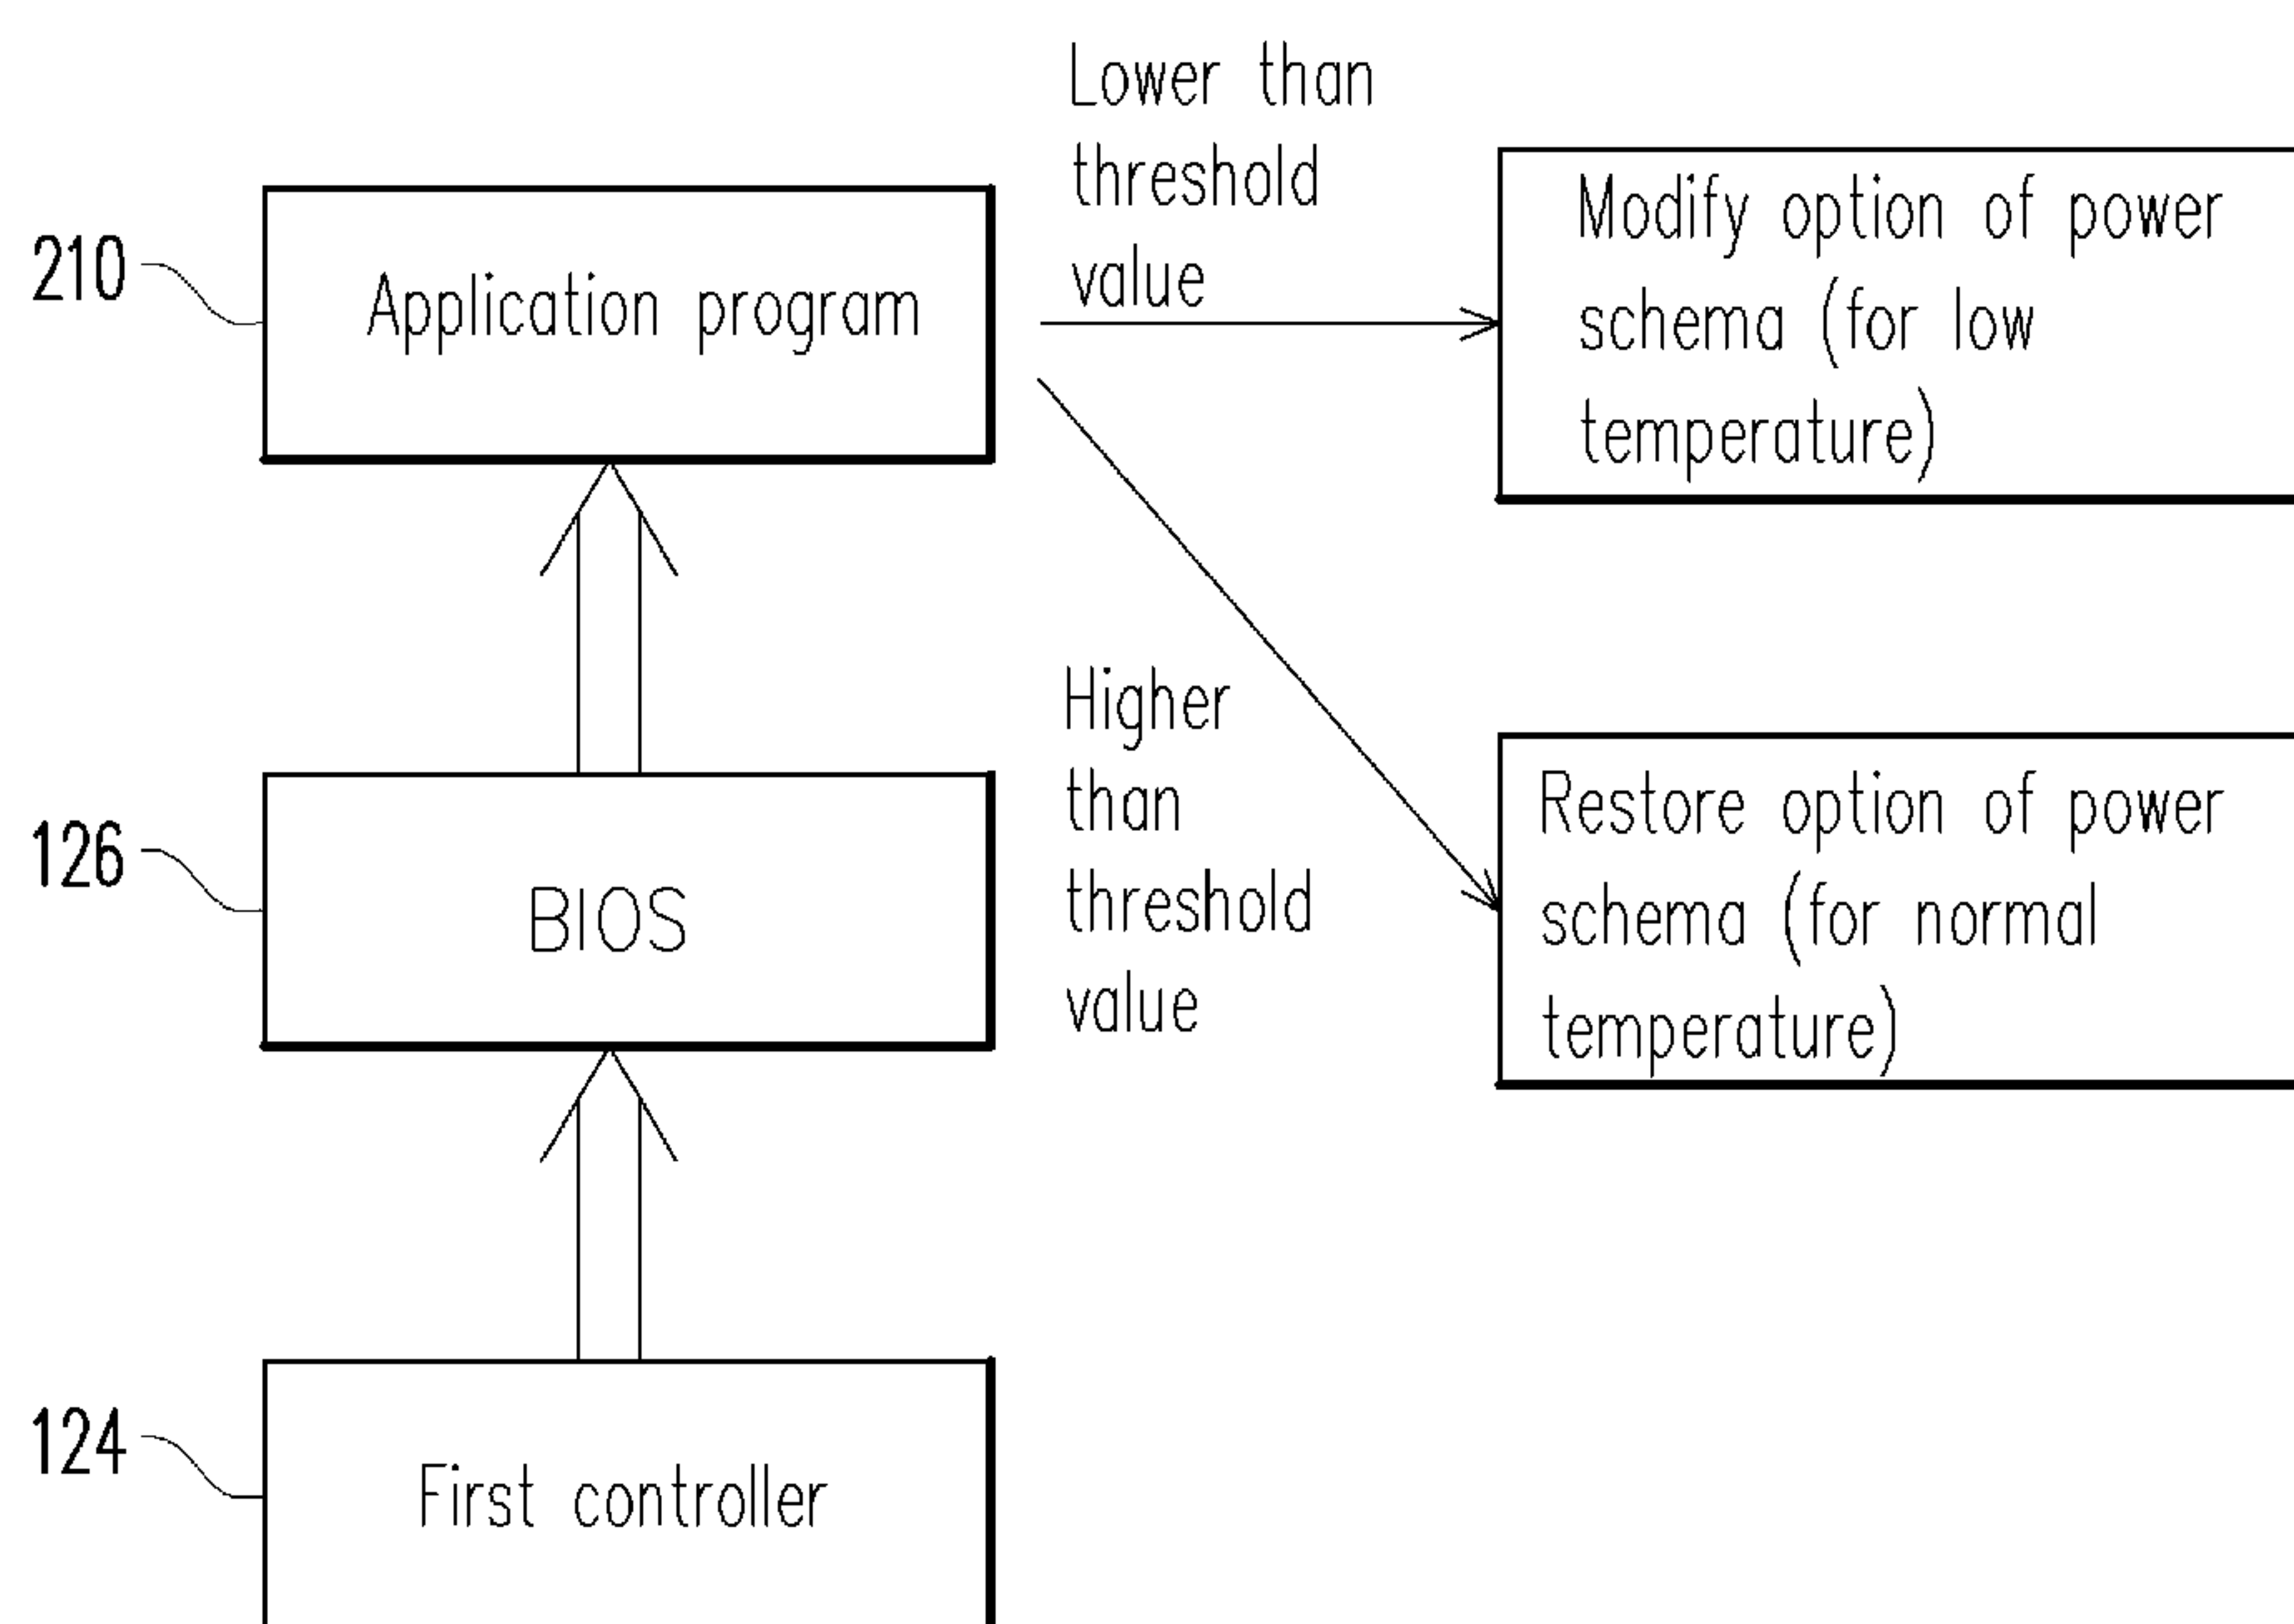 210
Application program
Lower than
threshold
value
Modify option of power
schema (for low
temperature)
126
BIOS
Higher
than
threshold
value
Restore option of power
schema (for normal
temperature)
124
First controller